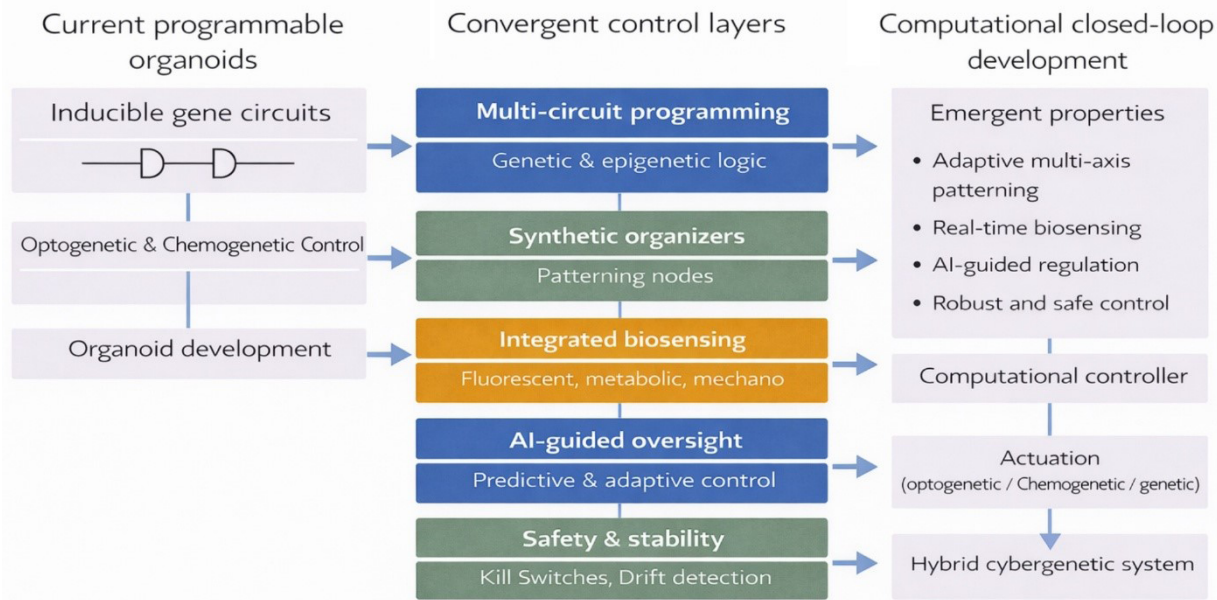 Current programmable
organoids
Inducible gene circuits
Optogenetic & Chemogenetic Control
Organoid development
Convergent control layers
Multi-circuit programming
Genetic & epigenetic logic
Synthetic organizers
Patterning nodes
Integrated biosensing
Fluorescent, metabolic, mechano
AI-guided oversight
Predictive & adaptive control
Safety & stability
Kill Switches, Drift detection
Computational closed-loop
development
Emergent properties
• Adaptive multi-axis
patterning
• Real-time biosensing
• AI-guided regulation
• Robust and safe control
Computational controller
Actuation
(optogenetic / Chemogenetic / genetic)
Hybrid cybergenetic system